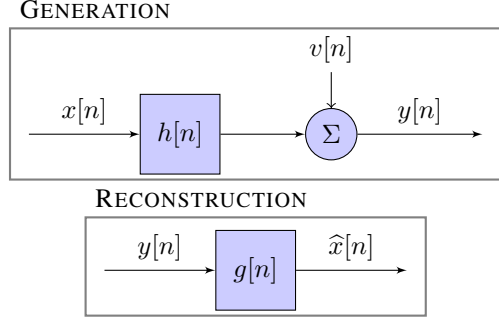 GENERATION
v[n]
x[n] h[n] Σ y[n]
RECONSTRUCTION
y[n] g[n] x̂[n]